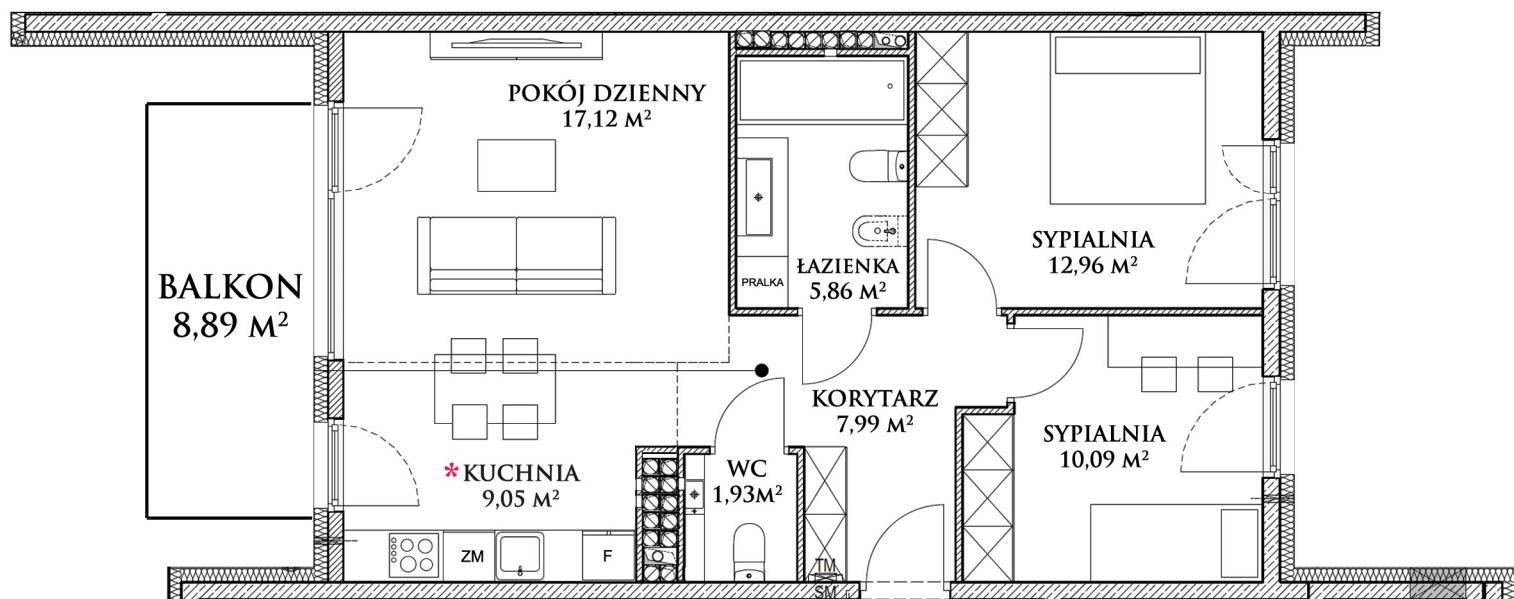 POKÓJ DZIENNY
17,12 M²
BALKON
8,89 M²
ŁAZIENKA
5,86 M²
PRALKA
SYPIALNIA
12,96 M²
KORYTARZ
7,99 M²
SYPIALNIA
10,09 M²
*KUCHNIA
9,05 M²
WC
1,93M²
ZM
F
TM
SM